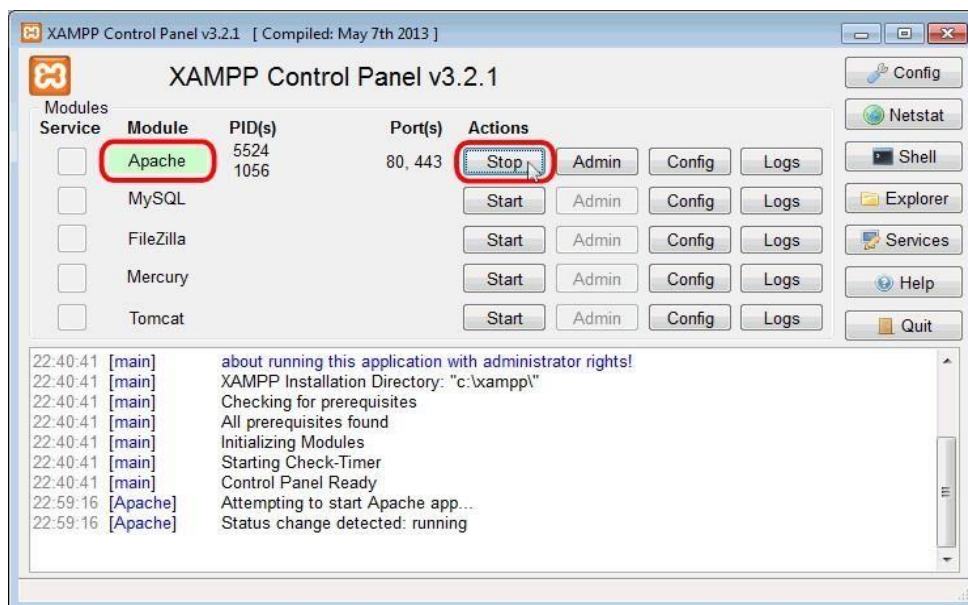 XAMPP Control Panel v3.2.1 [ Compiled: May 7th 2013 ]
XAMPP Control Panel v3.2.1
Config
Modules
Service Module PID(s) Port(s) Actions
Netstat
Apache 5524 1056 80, 443 Stop Admin Config Logs
Shell
MySQL Start Admin Config Logs
Explorer
FileZilla Start Admin Config Logs
Services
Mercury Start Admin Config Logs
Help
Tomcat Start Admin Config Logs
Quit
22:40:41 [main] about running this application with administrator rights!
22:40:41 [main] XAMPP Installation Directory: "c:\xampp\"
22:40:41 [main] Checking for prerequisites
22:40:41 [main] All prerequisites found
22:40:41 [main] Initializing Modules
22:40:41 [main] Starting Check-Timer
22:40:41 [main] Control Panel Ready
22:59:16 [Apache] Attempting to start Apache app...
22:59:16 [Apache] Status change detected: running